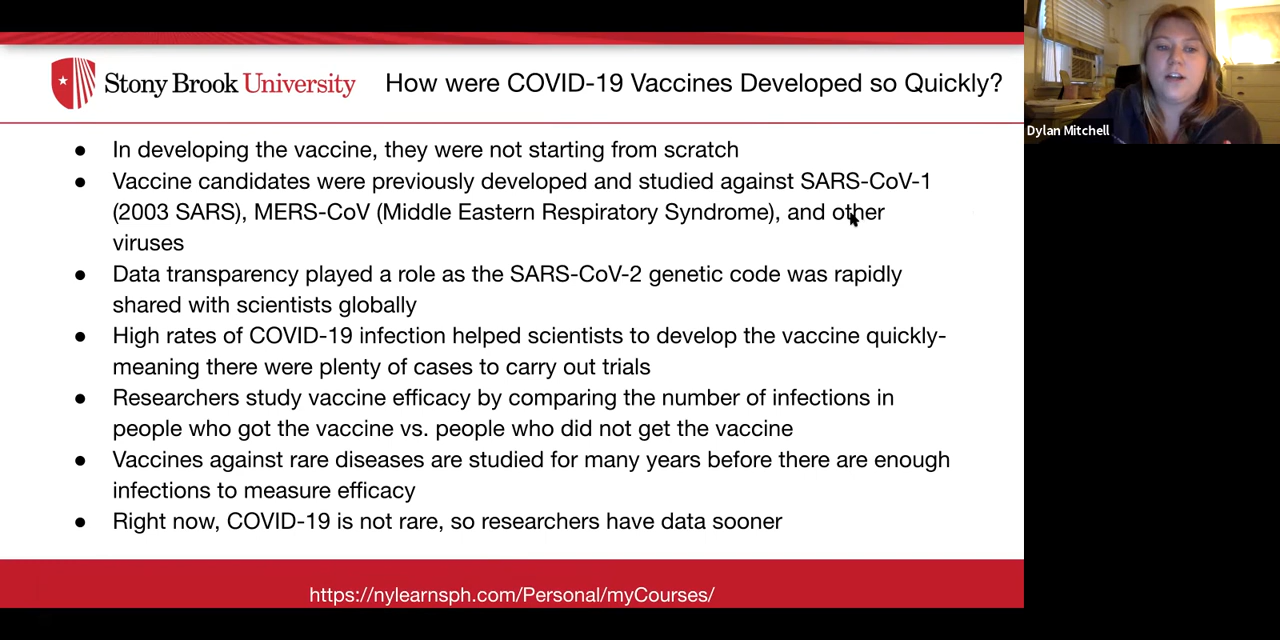 Stony Brook University
How were COVID-19 Vaccines Developed so Quickly?
Dylan Mitchell
● In developing the vaccine, they were not starting from scratch
● Vaccine candidates were previously developed and studied against SARS-CoV-1
(2003 SARS), MERS-CoV (Middle Eastern Respiratory Syndrome), and other
viruses
● Data transparency played a role as the SARS-CoV-2 genetic code was rapidly
shared with scientists globally
● High rates of COVID-19 infection helped scientists to develop the vaccine quickly-
meaning there were plenty of cases to carry out trials
● Researchers study vaccine efficacy by comparing the number of infections in
people who got the vaccine vs. people who did not get the vaccine
● Vaccines against rare diseases are studied for many years before there are enough
infections to measure efficacy
● Right now, COVID-19 is not rare, so researchers have data sooner
https://nylearnsph.com/Personal/myCourses/